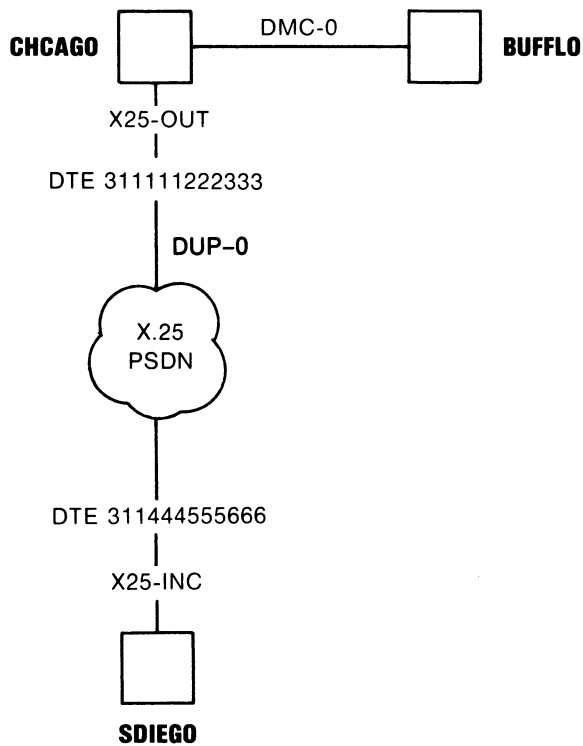 DMC-0
CHCAGO
BUFFLO
X25-OUT
DTE 311111222333
DUP-0
X.25
PSDN
DTE 311444555666
X25-INC
SDIEGO